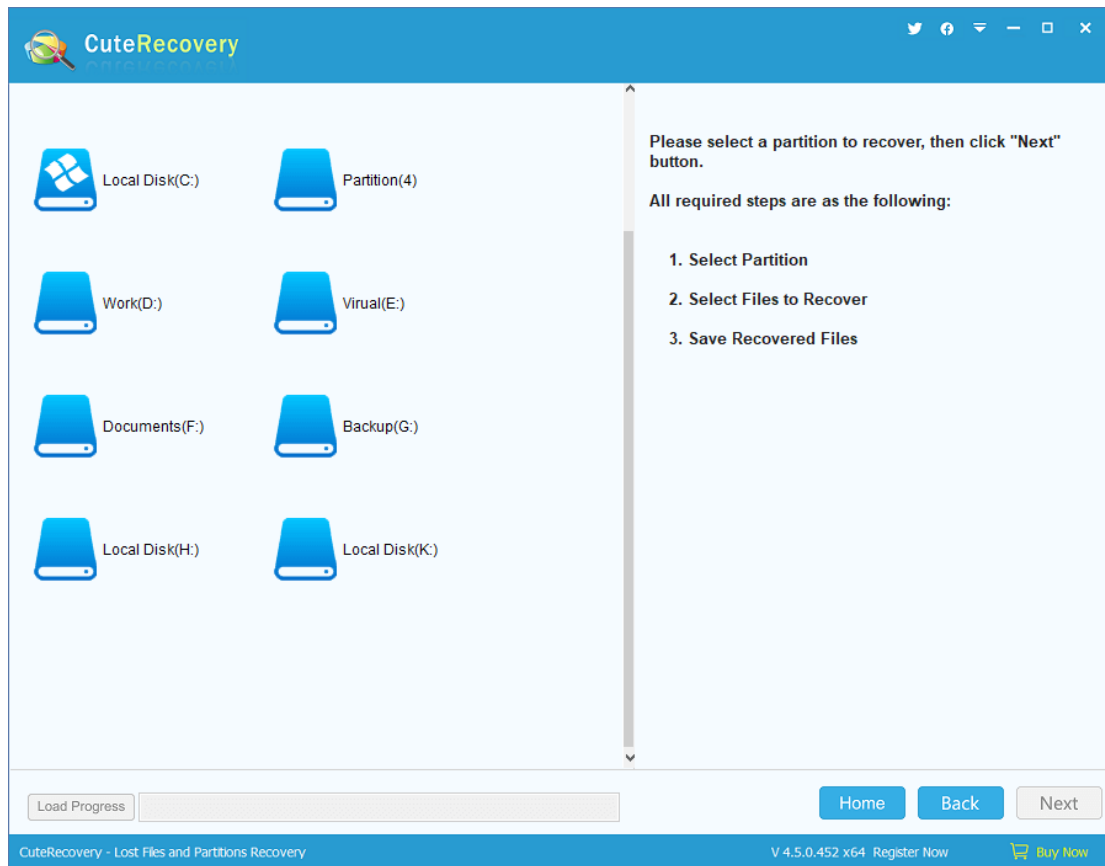 CuteRecovery
Local Disk(C:)
Partition(4)
Work(D:)
Virual(E:)
Documents(F:)
Backup(G:)
Local Disk(H:)
Local Disk(K:)
Please select a partition to recover, then click "Next"
button.
All required steps are as the following:
1. Select Partition
2. Select Files to Recover
3. Save Recovered Files
Load Progress
Home
Back
Next
CuteRecovery - Lost Files and Partitions Recovery
V 4.5.0.452 x64 Register Now
Buy Now